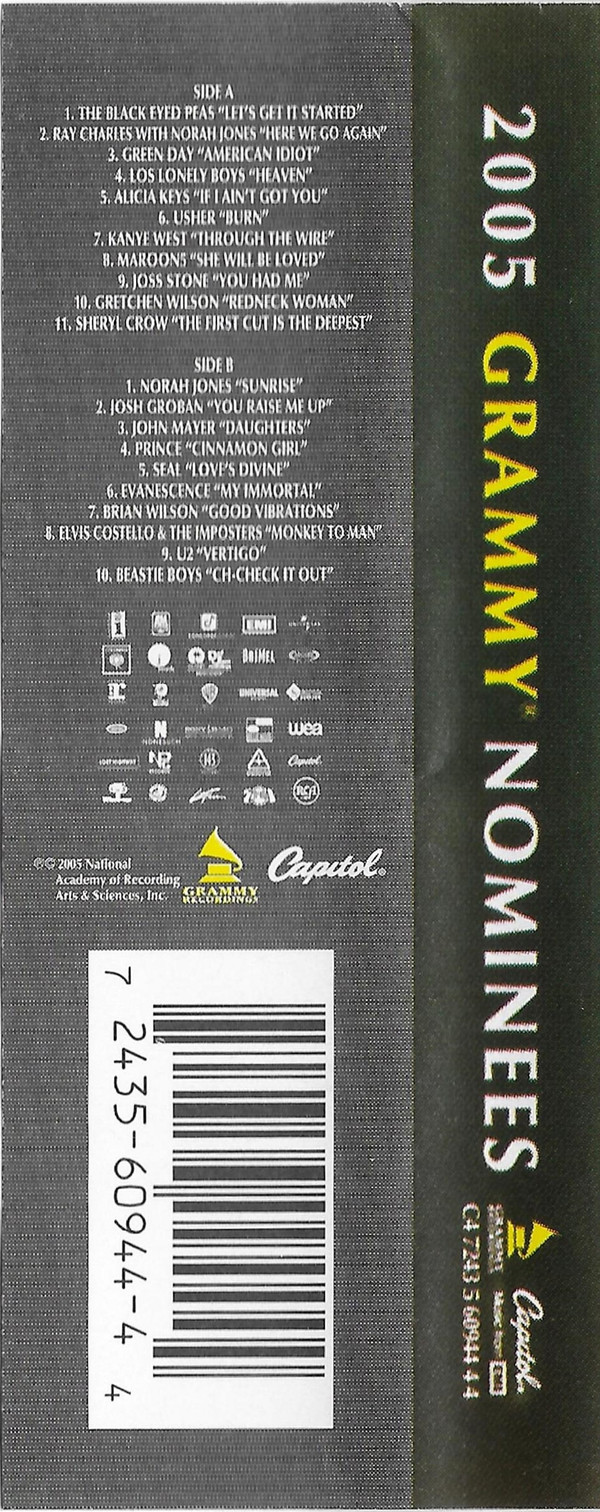 SIDE A
1. THE BLACK EYED PEAS "LET'S GET IT STARTED"
2. RAY CHARLES WITH NORAH JONES "HERE WE GO AGAIN"
3. GREEN DAY "AMERICAN IDIOT"
4. LOS LONELY BOYS "HEAVEN"
5. ALICIA KEYS "IF I AIN'T GOT YOU"
6. USHER "BURN"
7. KANYE WEST "THROUGH THE WIRE"
8. MAROON5 "SHE WILL BE LOVED"
9. JOSS STONE "YOU HAD ME"
10. GRETCHEN WILSON "REDNECK WOMAN"
11. SHERYL CROW "THE FIRST CUT IS THE DEEPEST"
SIDE B
1. NORAH JONES "SUNRISE"
2. JOSH GROBAN "YOU RAISE ME UP"
3. JOHN MAYER "DAUGHTERS"
4. PRINCE "CINNAMON GIRL"
5. SEAL "LOVE'S DIVINE"
6. EVANESCENCE "MY IMMORTAL"
7. BRIAN WILSON "GOOD VIBRATIONS"
8. ELVIS COSTELLO & THE IMPOSTERS "MONKEY TO MAN"
9. U2 "VERTIGO"
10. BEASTIE BOYS "CH-CHECK IT OUT"
EMI
BRIMEL
UNIVERSAL
N NONESUCH
wea
LOST HIGHWAY
Capitol
RCA
℗© 2005 National
Academy of Recording
Arts & Sciences, Inc.
GRAMMY
RECORDINGS
Capitol®
7 2435-60944-4 4
2005 GRAMMY® NOMINEES
GRAMMY
RECORDINGS
Capitol®
C4 7243 5 60944 4 4